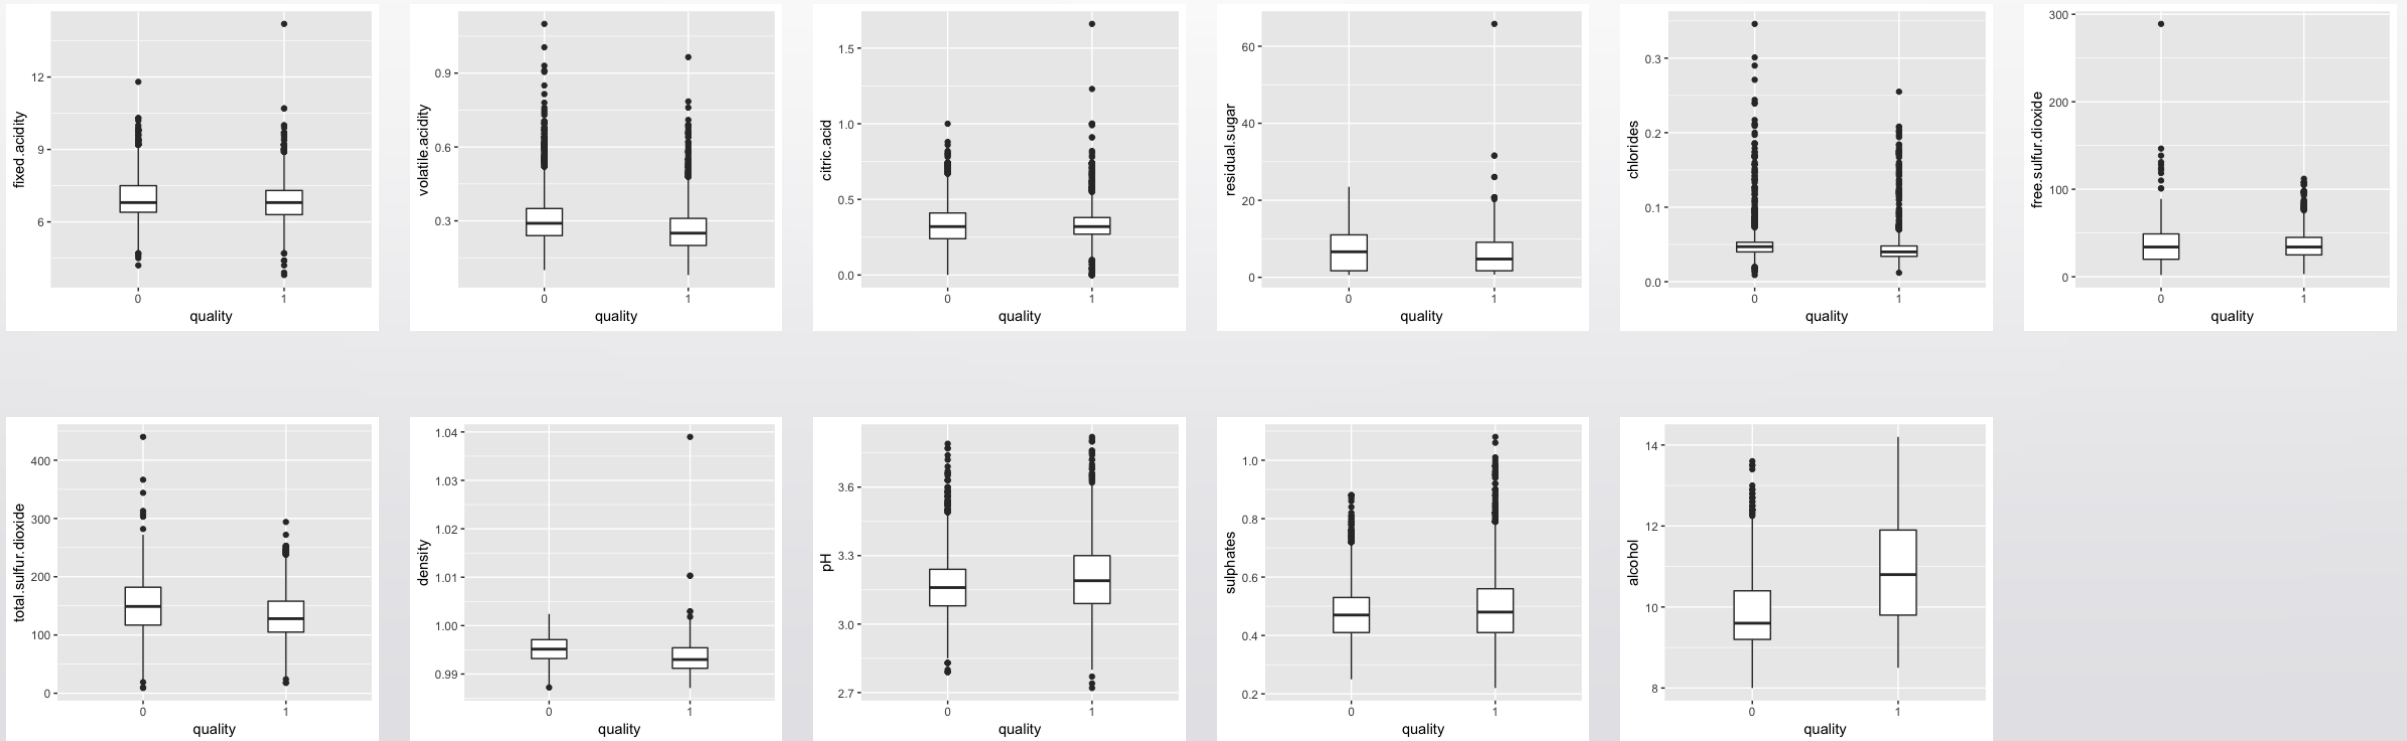 fixed.acidity
12
9
6
0 1
quality
volatile.acidity
0.9
0.6
0.3
0 1
quality
citric.acid
1.5
1.0
0.5
0.0
0 1
quality
residual.sugar
60
40
20
0
0 1
quality
chlorides
0.3
0.2
0.1
0.0
0 1
quality
free.sulfur.dioxide
300
200
100
0
0 1
quality
total.sulfur.dioxide
400
300
200
100
0
0 1
quality
density
1.04
1.03
1.02
1.01
1.00
0.99
0 1
quality
pH
3.6
3.3
3.0
2.7
0 1
quality
sulphates
1.0
0.8
0.6
0.4
0.2
0 1
quality
alcohol
14
12
10
8
0 1
quality